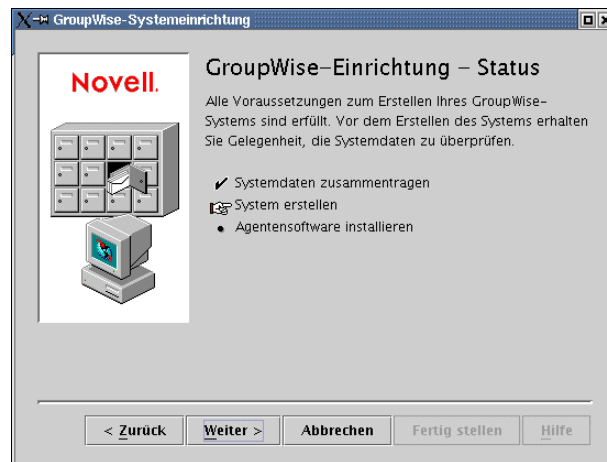 GroupWise-Systemeinrichtung
Novell.
GroupWise-Einrichtung - Status
Alle Voraussetzungen zum Erstellen Ihres GroupWise-
Systems sind erfüllt. Vor dem Erstellen des Systems erhalten
Sie Gelegenheit, die Systemdaten zu überprüfen.
Systemdaten zusammentragen
System erstellen
Agentensoftware installieren
< Zurück
Weiter >
Abbrechen
Fertig stellen
Hilfe